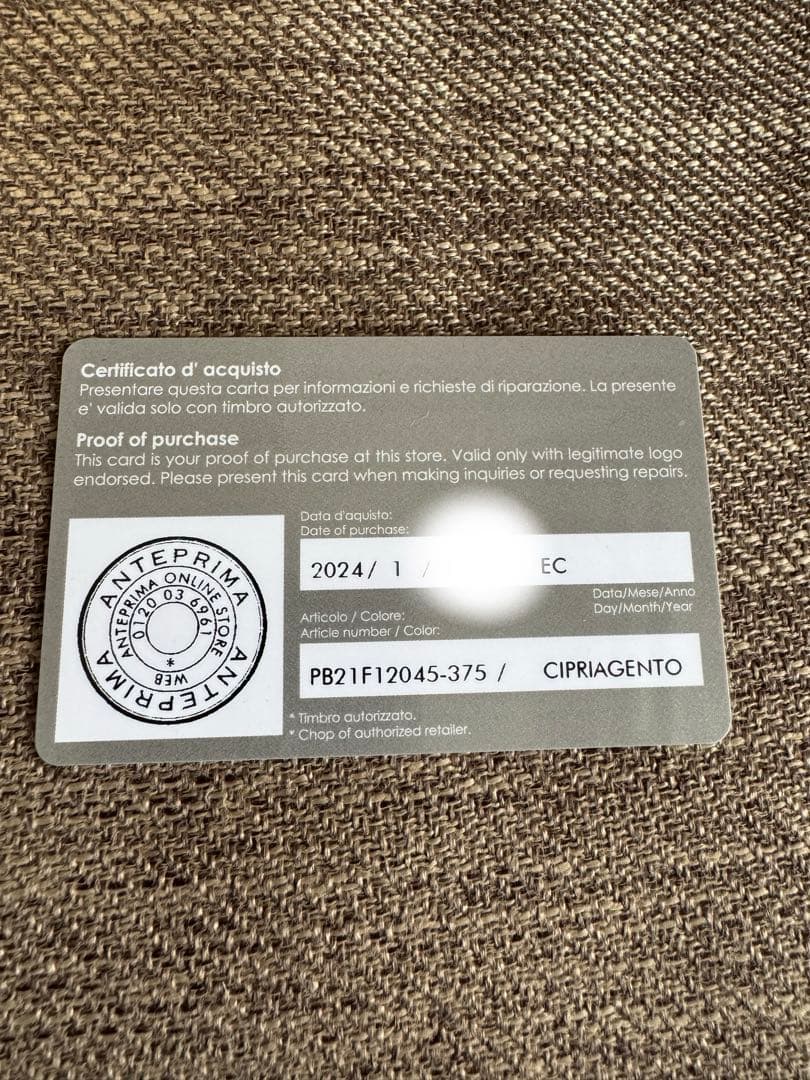 Certificato d' acquisto
Presentare questa carta per informazioni e richieste di riparazione. La presente
e' valida solo con timbro autorizzato.
Proof of purchase
This card is your proof of purchase at this store. Valid only with legitimate logo
endorsed. Please present this card when making inquiries or requesting repairs.
Data d'aquisto:
Date of purchase:
2024/ 1 / EC
Data/Mese/Anno
Day/Month/Year
Articolo / Colore:
Article number / Color:
PB21F12045-375 / CIPRIAGENTO
* Timbro autorizzato.
* Chop of authorized retailer.
ANTEPRIMA ANTEPRIMA
ANTEPRIMA ONLINE STORE
WEB
0120 03 6961
*